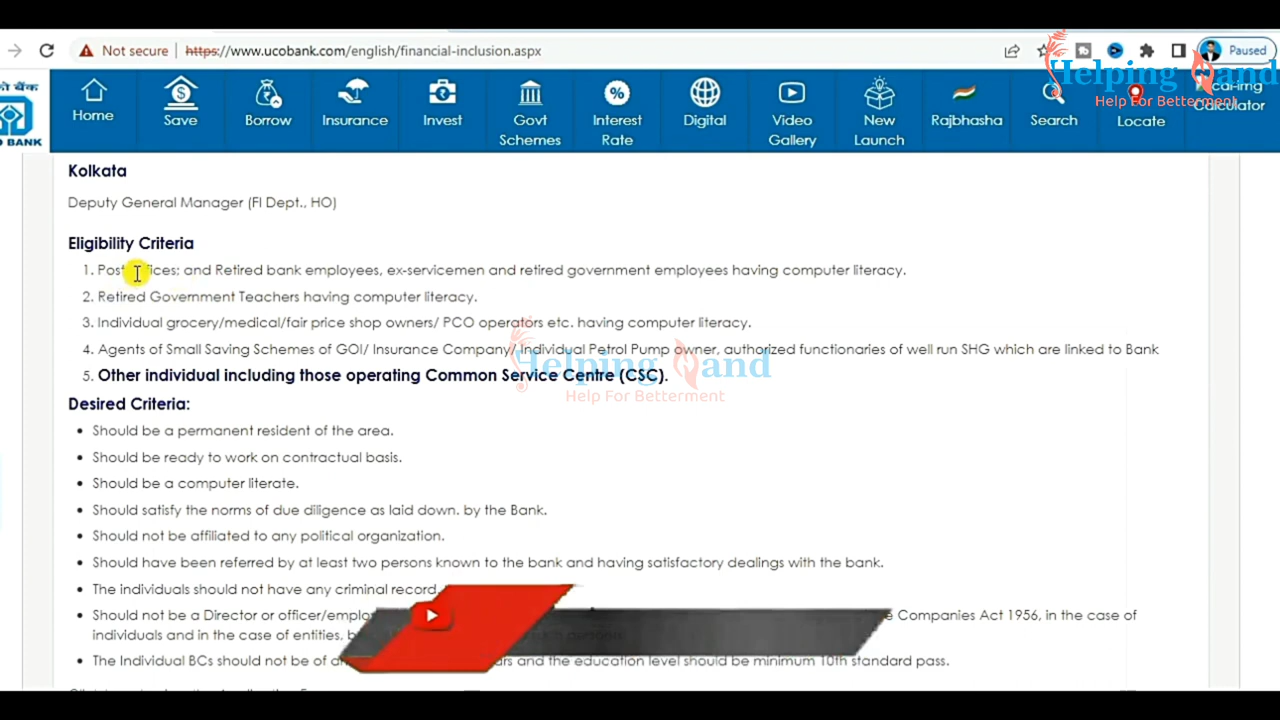 Not secure | https://www.ucobank.com/english/financial-inclusion.aspx
Paused
Helping Hand
Help For Betterment
को बैंक
BANK
Home
Save
Borrow
Insurance
Invest
Govt Schemes
Interest Rate
Digital
Video Gallery
New Launch
Rajbhasha
Search
Locate
Calculator
Kolkata
Deputy General Manager (FI Dept., HO)
Eligibility Criteria
1. Post offices; and Retired bank employees, ex-servicemen and retired government employees having computer literacy.
2. Retired Government Teachers having computer literacy.
3. Individual grocery/medical/fair price shop owners/ PCO operators etc. having computer literacy.
4. Agents of Small Saving Schemes of GOI/ Insurance Company/ Individual Petrol Pump owner, authorized functionaries of well run SHG which are linked to Bank
5. Other individual including those operating Common Service Centre (CSC).
Helping Hand
Help For Betterment
Desired Criteria:
• Should be a permanent resident of the area.
• Should be ready to work on contractual basis.
• Should be a computer literate.
• Should satisfy the norms of due diligence as laid down. by the Bank.
• Should not be affiliated to any political organization.
• Should have been referred by at least two persons known to the bank and having satisfactory dealings with the bank.
• The individuals should not have any criminal record.
• Should not be a Director or officer/ Companies Act 1956, in the case of
individuals and in the case of entities,
• The Individual BCs should not be of and the education level should be minimum 10th standard pass.